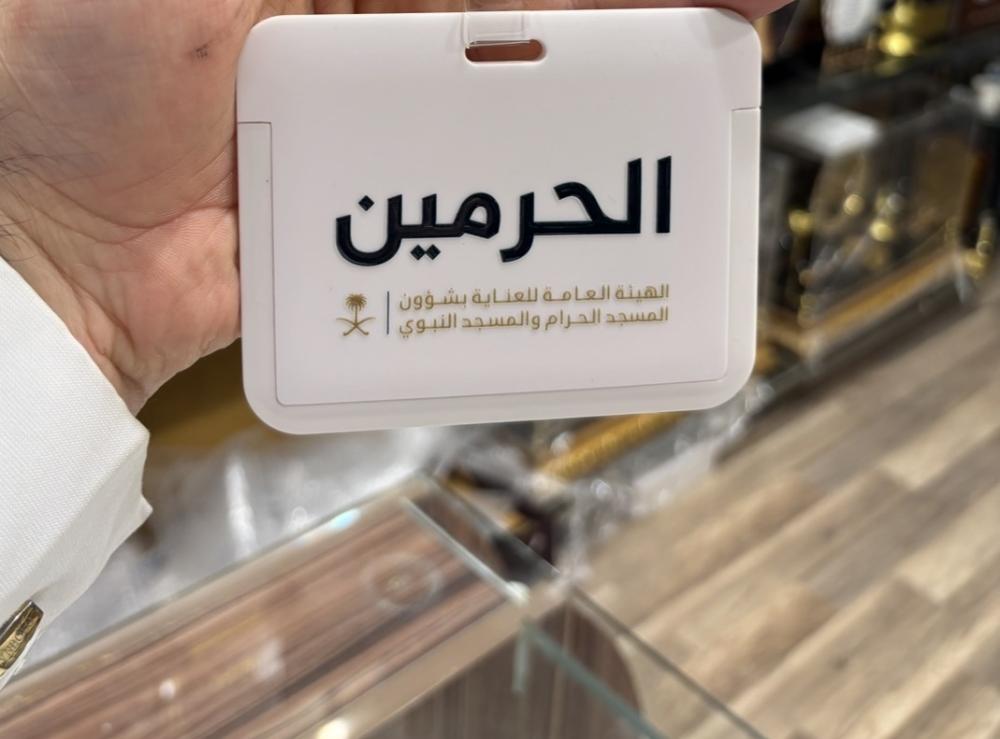 الحرمين
الهيئة العامة للعناية بشؤون
المسجد الحرام والمسجد النبوي